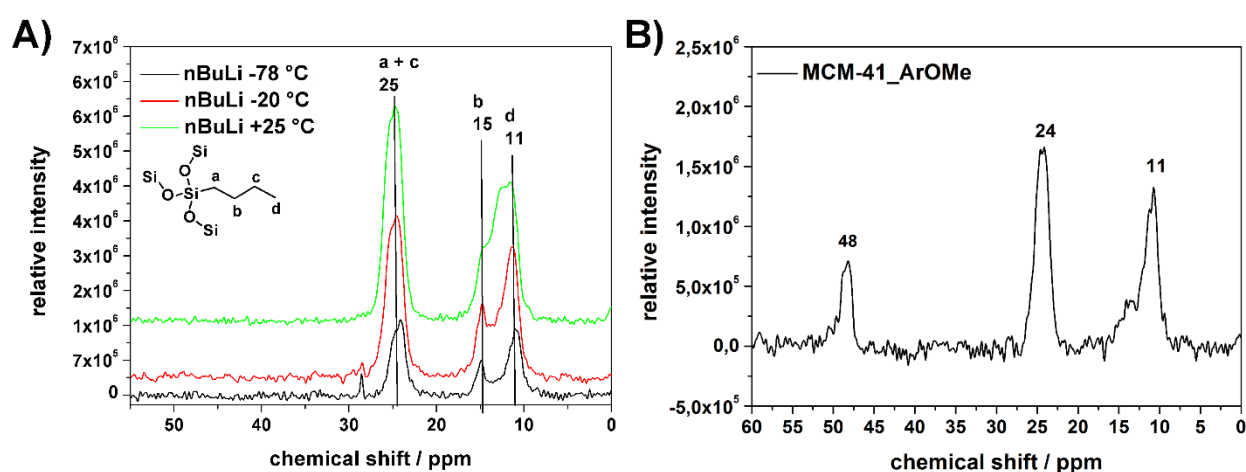 A)
7x10⁶
6x10⁶
6x10⁶
5x10⁶
4x10⁶
3x10⁶
3x10⁶
2x10⁶
1x10⁶
7x10⁵
0
relative intensity
nBuLi -78 °C
nBuLi -20 °C
nBuLi +25 °C
a + c
25
b
15
d
11
Si
O
Si O Si a c
O b d
Si
50 40 30 20 10 0
chemical shift / ppm
B)
2,5x10⁶
2,0x10⁶
1,5x10⁶
1,0x10⁶
5,0x10⁵
0,0
-5,0x10⁵
relative intensity
MCM-41_ArOMe
48
24
11
60 55 50 45 40 35 30 25 20 15 10 5 0
chemical shift / ppm